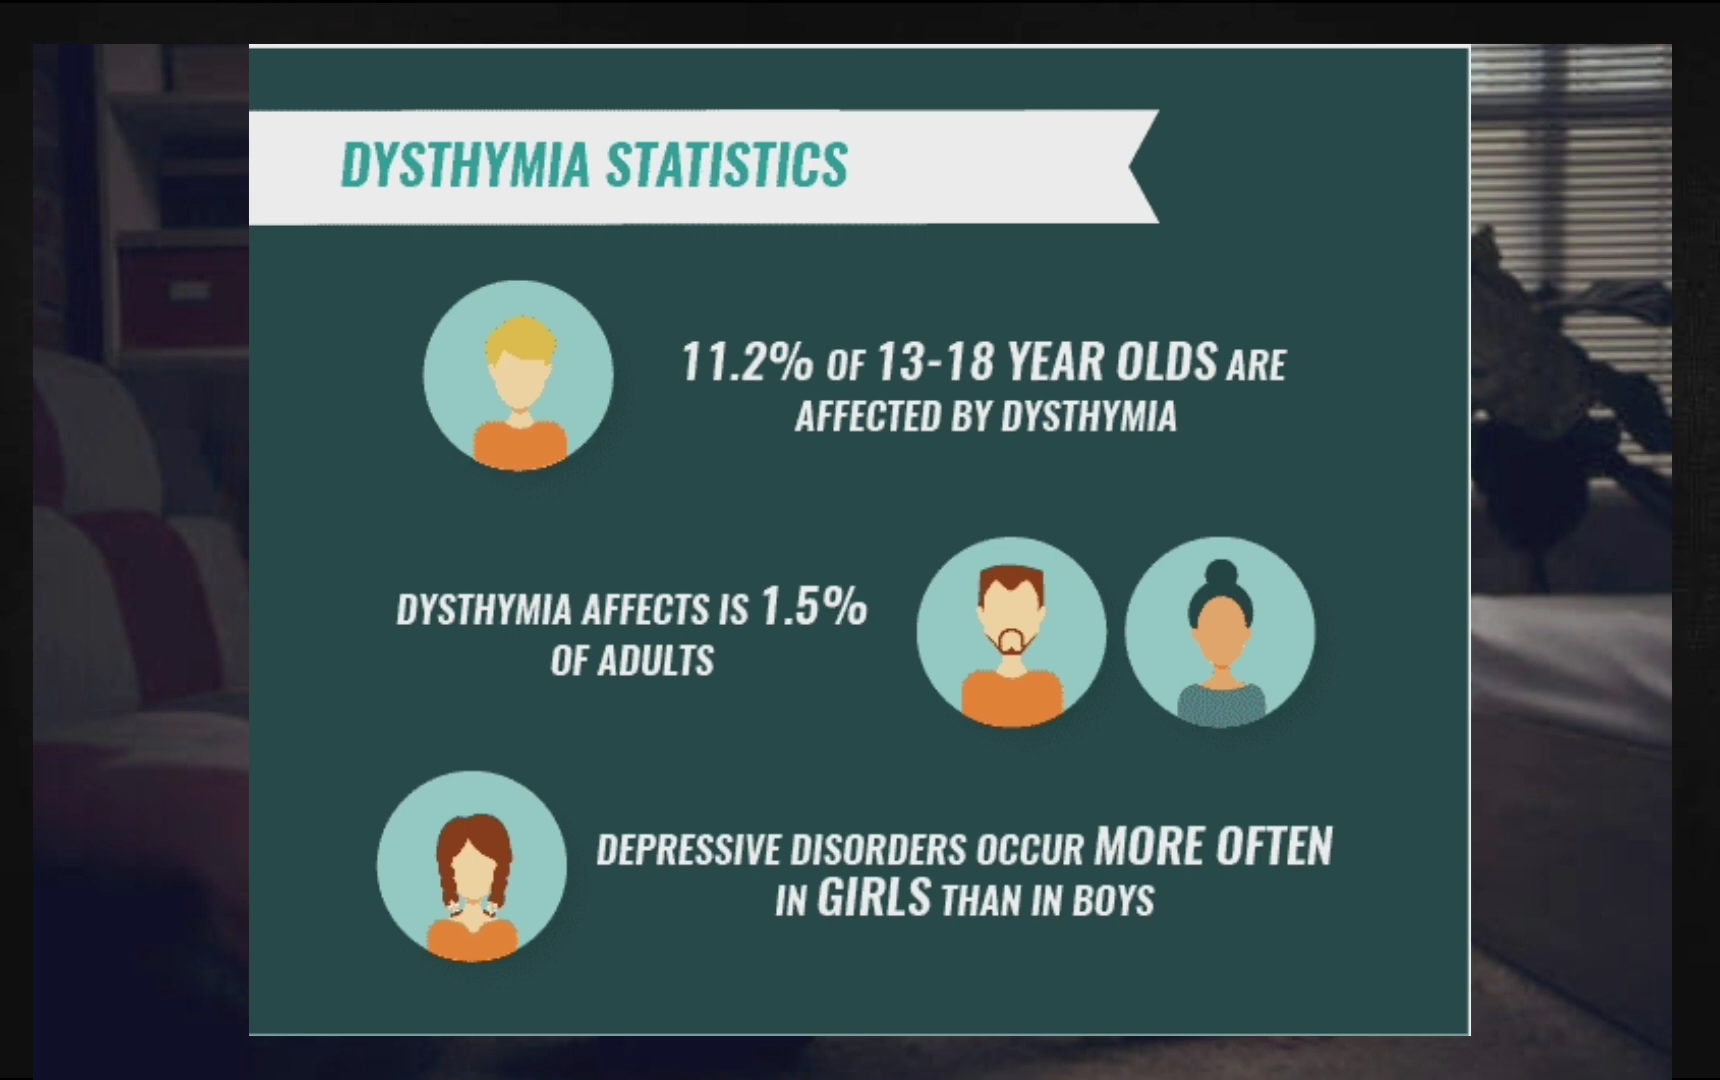 DYSTHYMIA STATISTICS
11.2% OF 13-18 YEAR OLDS ARE
AFFECTED BY DYSTHYMIA
DYSTHYMIA AFFECTS IS 1.5%
OF ADULTS
DEPRESSIVE DISORDERS OCCUR MORE OFTEN
IN GIRLS THAN IN BOYS